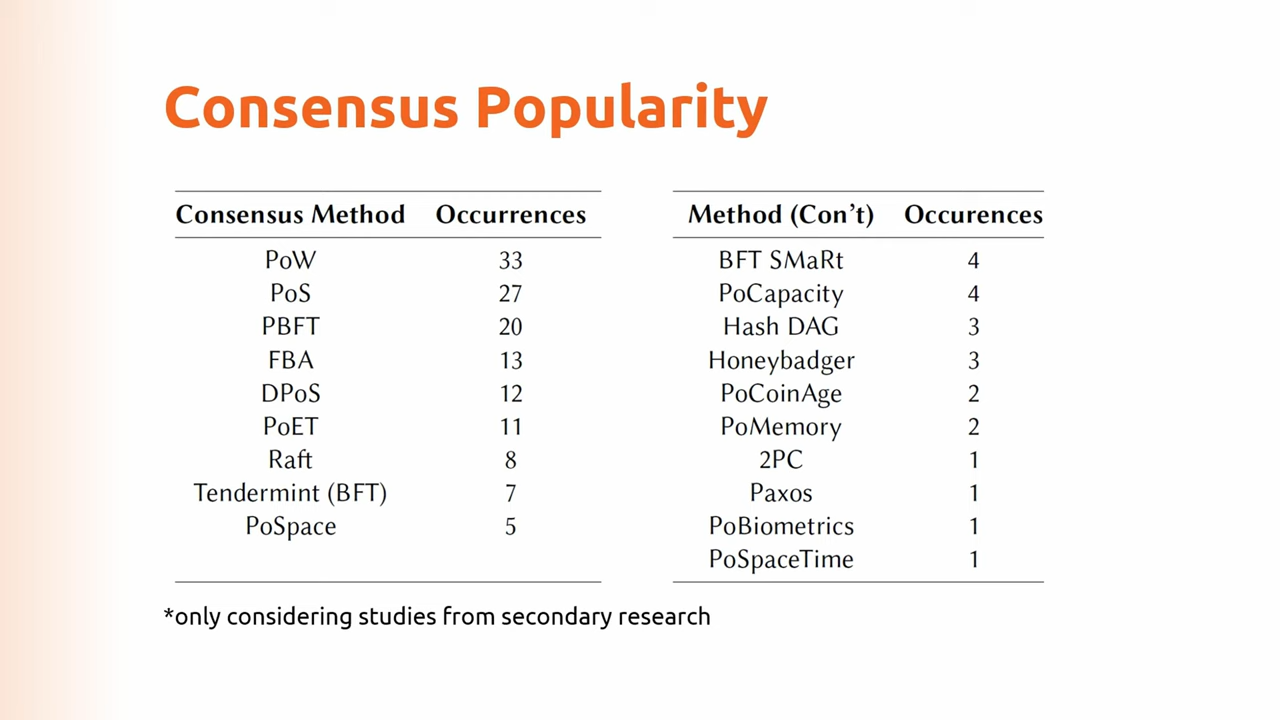 Consensus Popularity
Consensus Method Occurrences
PoW 33
PoS 27
PBFT 20
FBA 13
DPoS 12
PoET 11
Raft 8
Tendermint (BFT) 7
PoSpace 5
Method (Con’t) Occurences
BFT SMaRt 4
PoCapacity 4
Hash DAG 3
Honeybadger 3
PoCoinAge 2
PoMemory 2
2PC 1
Paxos 1
PoBiometrics 1
PoSpaceTime 1
*only considering studies from secondary research